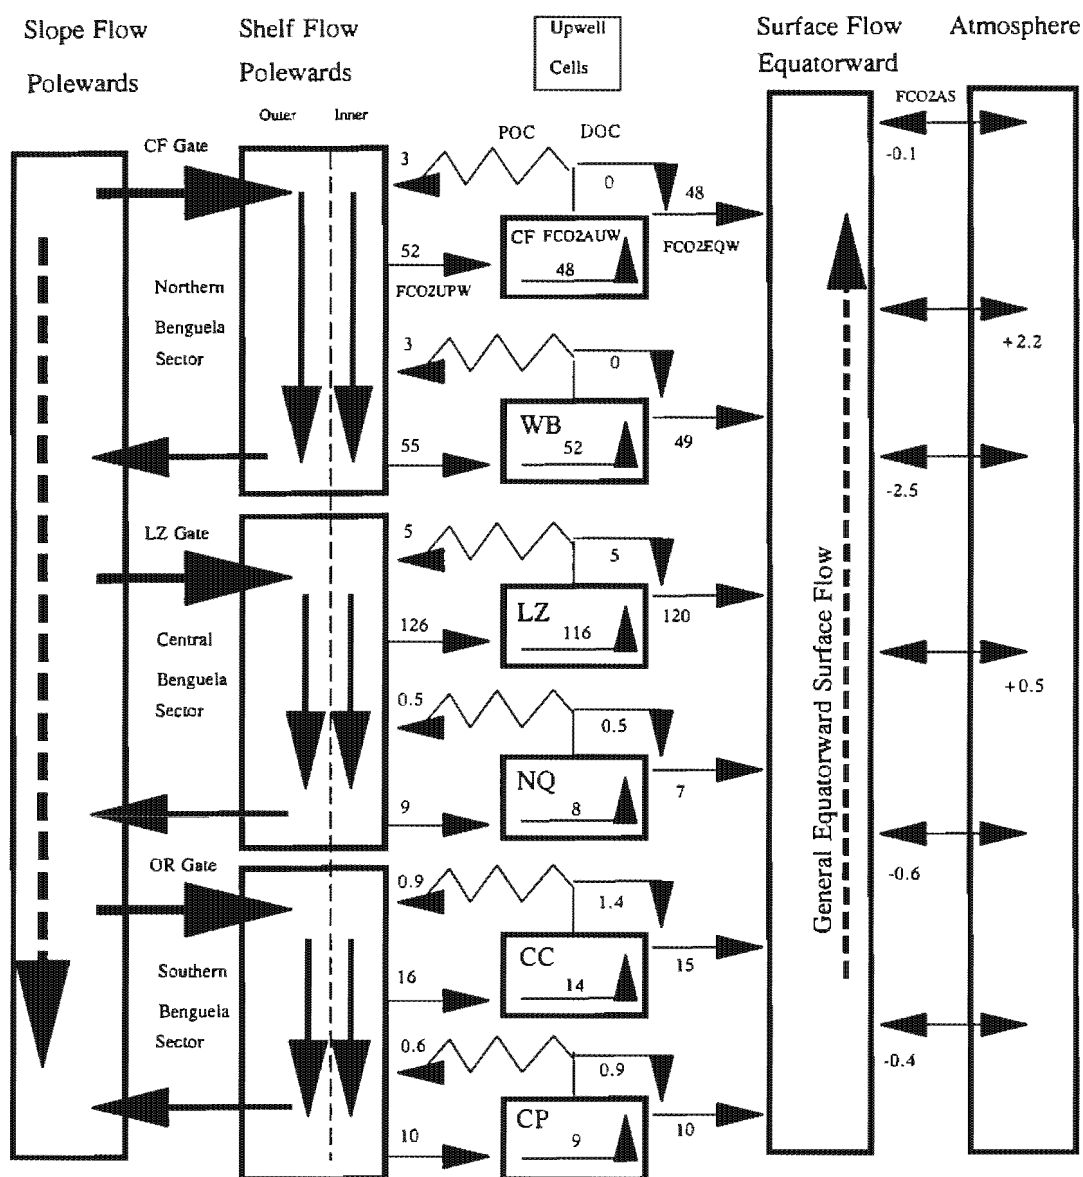 Slope Flow
Polewards
Shelf Flow
Polewards
Outer
Inner
Upwell
Cells
Surface Flow
Equatorward
Atmosphere
FCO2AS
CF Gate
POC
DOC
3
0
48
-0.1
CF FCO2AUW
48
52
FCO2UPW
FCO2EQW
Northern
Benguela
Sector
3
0
+2.2
WB
52
55
49
-2.5
LZ Gate
5
5
LZ
116
126
120
Central
Benguela
Sector
0.5
0.5
+0.5
NQ
8
9
7
-0.6
OR Gate
0.9
1.4
CC
14
16
15
Southern
Benguela
Sector
0.6
0.9
-0.4
CP
9
10
10
General Equatorward Surface Flow